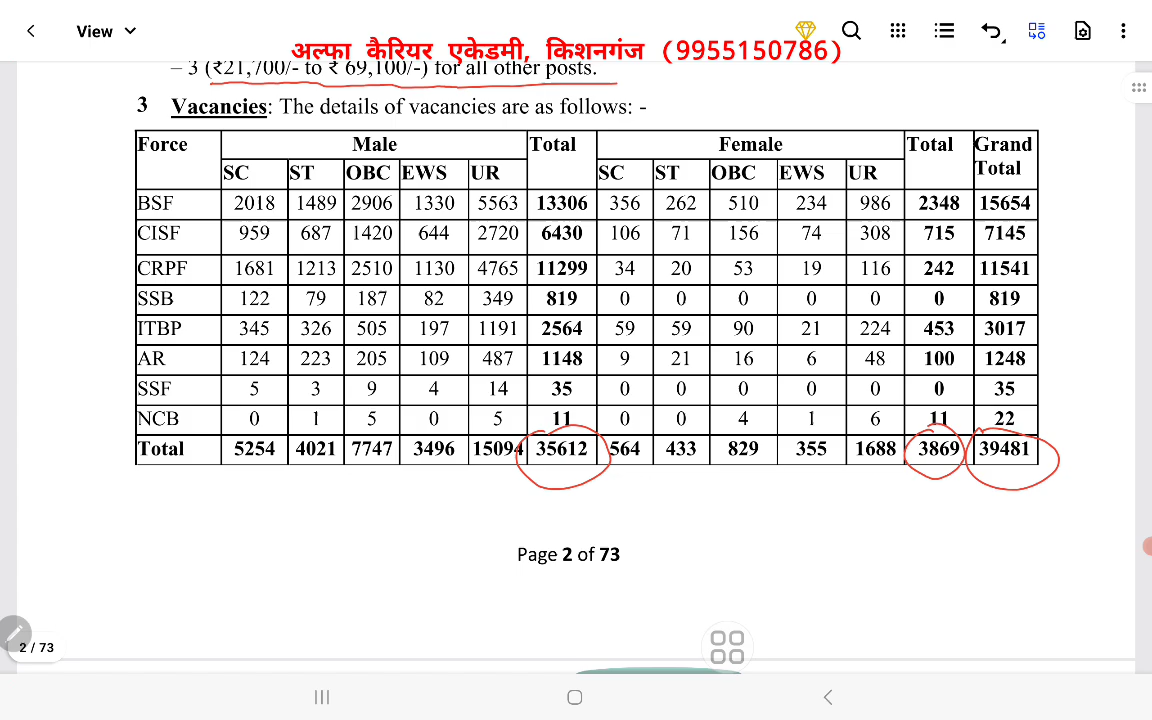 View
अल्फा कैरियर एकेडमी, किशनगंज (9955150786)
– 3 (₹21,700/- to ₹ 69,100/-) for all other posts.
3 Vacancies: The details of vacancies are as follows: -
Force Male Total Female Total Grand Total
SC ST OBC EWS UR SC ST OBC EWS UR
BSF 2018 1489 2906 1330 5563 13306 356 262 510 234 986 2348 15654
CISF 959 687 1420 644 2720 6430 106 71 156 74 308 715 7145
CRPF 1681 1213 2510 1130 4765 11299 34 20 53 19 116 242 11541
SSB 122 79 187 82 349 819 0 0 0 0 0 0 819
ITBP 345 326 505 197 1191 2564 59 59 90 21 224 453 3017
AR 124 223 205 109 487 1148 9 21 16 6 48 100 1248
SSF 5 3 9 4 14 35 0 0 0 0 0 0 35
NCB 0 1 5 0 5 11 0 0 4 1 6 11 22
Total 5254 4021 7747 3496 15094 35612 564 433 829 355 1688 3869 39481
Page 2 of 73
2 / 73